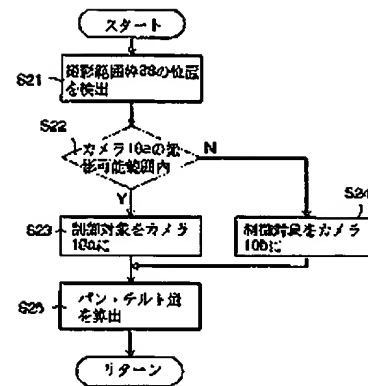 スタート
S21
撮影範囲枠38の位置
を検出
S22
カメラ10aの撮
影可能範囲内
N
Y
S23
制御対象をカメラ
10aに
S24
制御対象をカメラ
10bに
S25
パン・チルト値
を算出
リターン